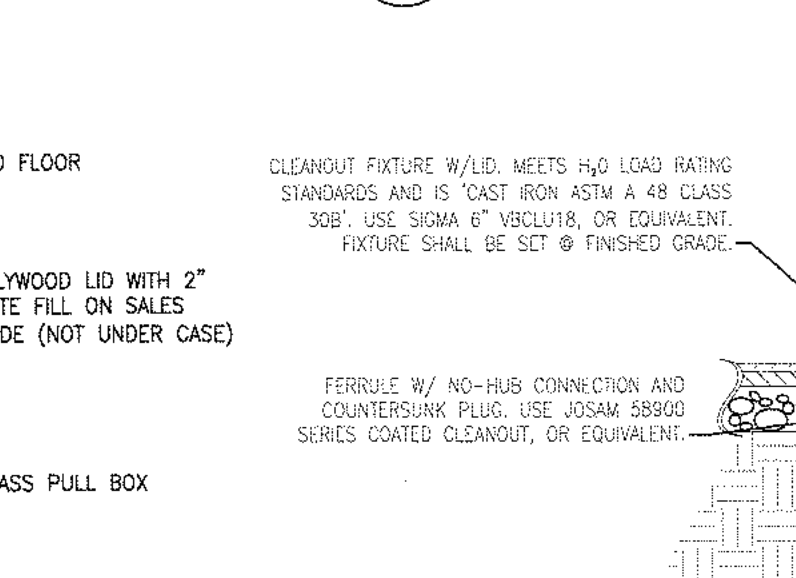 FLOOR
CLEANOUT FIXTURE W/LID. MEETS H₂0 LOAD RATING
STANDARDS AND IS 'CAST IRON ASTM A 48 CLASS
30B'. USE SIGMA 6" VBCLU18, OR EQUIVALENT.
FIXTURE SHALL BE SET @ FINISHED GRADE.
LYWOOD LID WITH 2"
TE FILL ON SALES
DE (NOT UNDER CASE)
FERRULE W/ NO-HUB CONNECTION AND
COUNTERSUNK PLUG. USE JOSAM 58900
SERIES COATED CLEANOUT, OR EQUIVALENT.
ASS PULL BOX